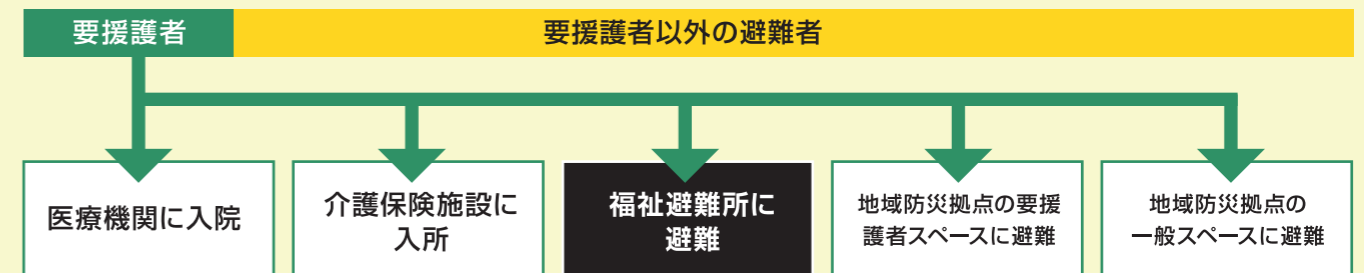 要援護者
要援護者以外の避難者
医療機関に入院
介護保険施設に
入所
福祉避難所に
避難
地域防災拠点の要援
護者スペースに避難
地域防災拠点の
一般スペースに避難